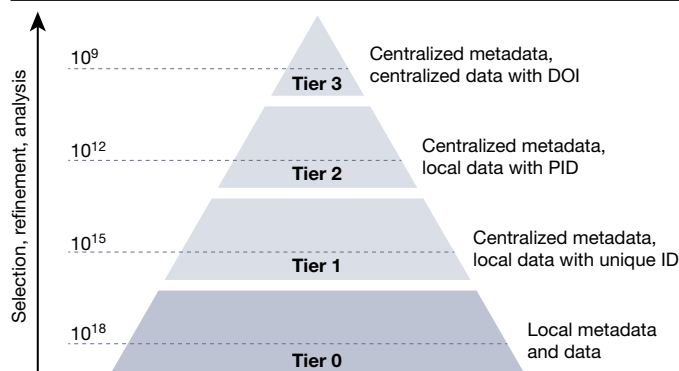 Selection, refinement, analysis
10⁹
Tier 3
Centralized metadata,
centralized data with DOI
10¹²
Tier 2
Centralized metadata,
local data with PID
10¹⁵
Tier 1
Centralized metadata,
local data with unique ID
10¹⁸
Tier 0
Local metadata
and data